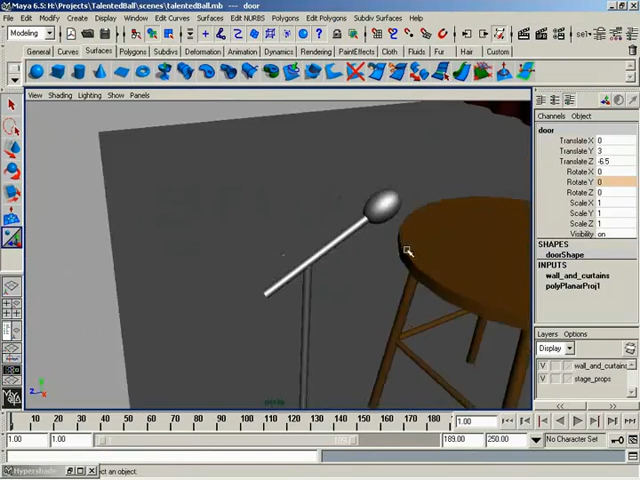 Maya 6.5: H:\Projects\TalentedBall\scenes\talentedBall.mb --- door
File Edit Modify Create Display Window Edit Curves Surfaces Edit NURBS Polygons Edit Polygons Subdiv Surfaces Help
Modeling sel
General Curves Surfaces Polygons Subdivs Deformation Animation Dynamics Rendering PaintEffects Cloth Fluids Fur Hair Custom
View Shading Lighting Show Panels
Channels Object
door
Translate X 0
Translate Y 3
Translate Z -6.5
Rotate X 0
Rotate Y 0
Rotate Z 0
Scale X 1
Scale Y 1
Scale Z 1
Visibility on
SHAPES
doorShape
INPUTS
wall_and_curtains
polyPlanarProj1
Layers Options
Display
V wall_and_curtains
V stage_props
persp
10 20 30 40 50 60 70 80 90 100 110 120 130 140 150 160 170 180 1.00
1.00 1.00 189 189.00 250.00 No Character Set
Hypershade ect an object.